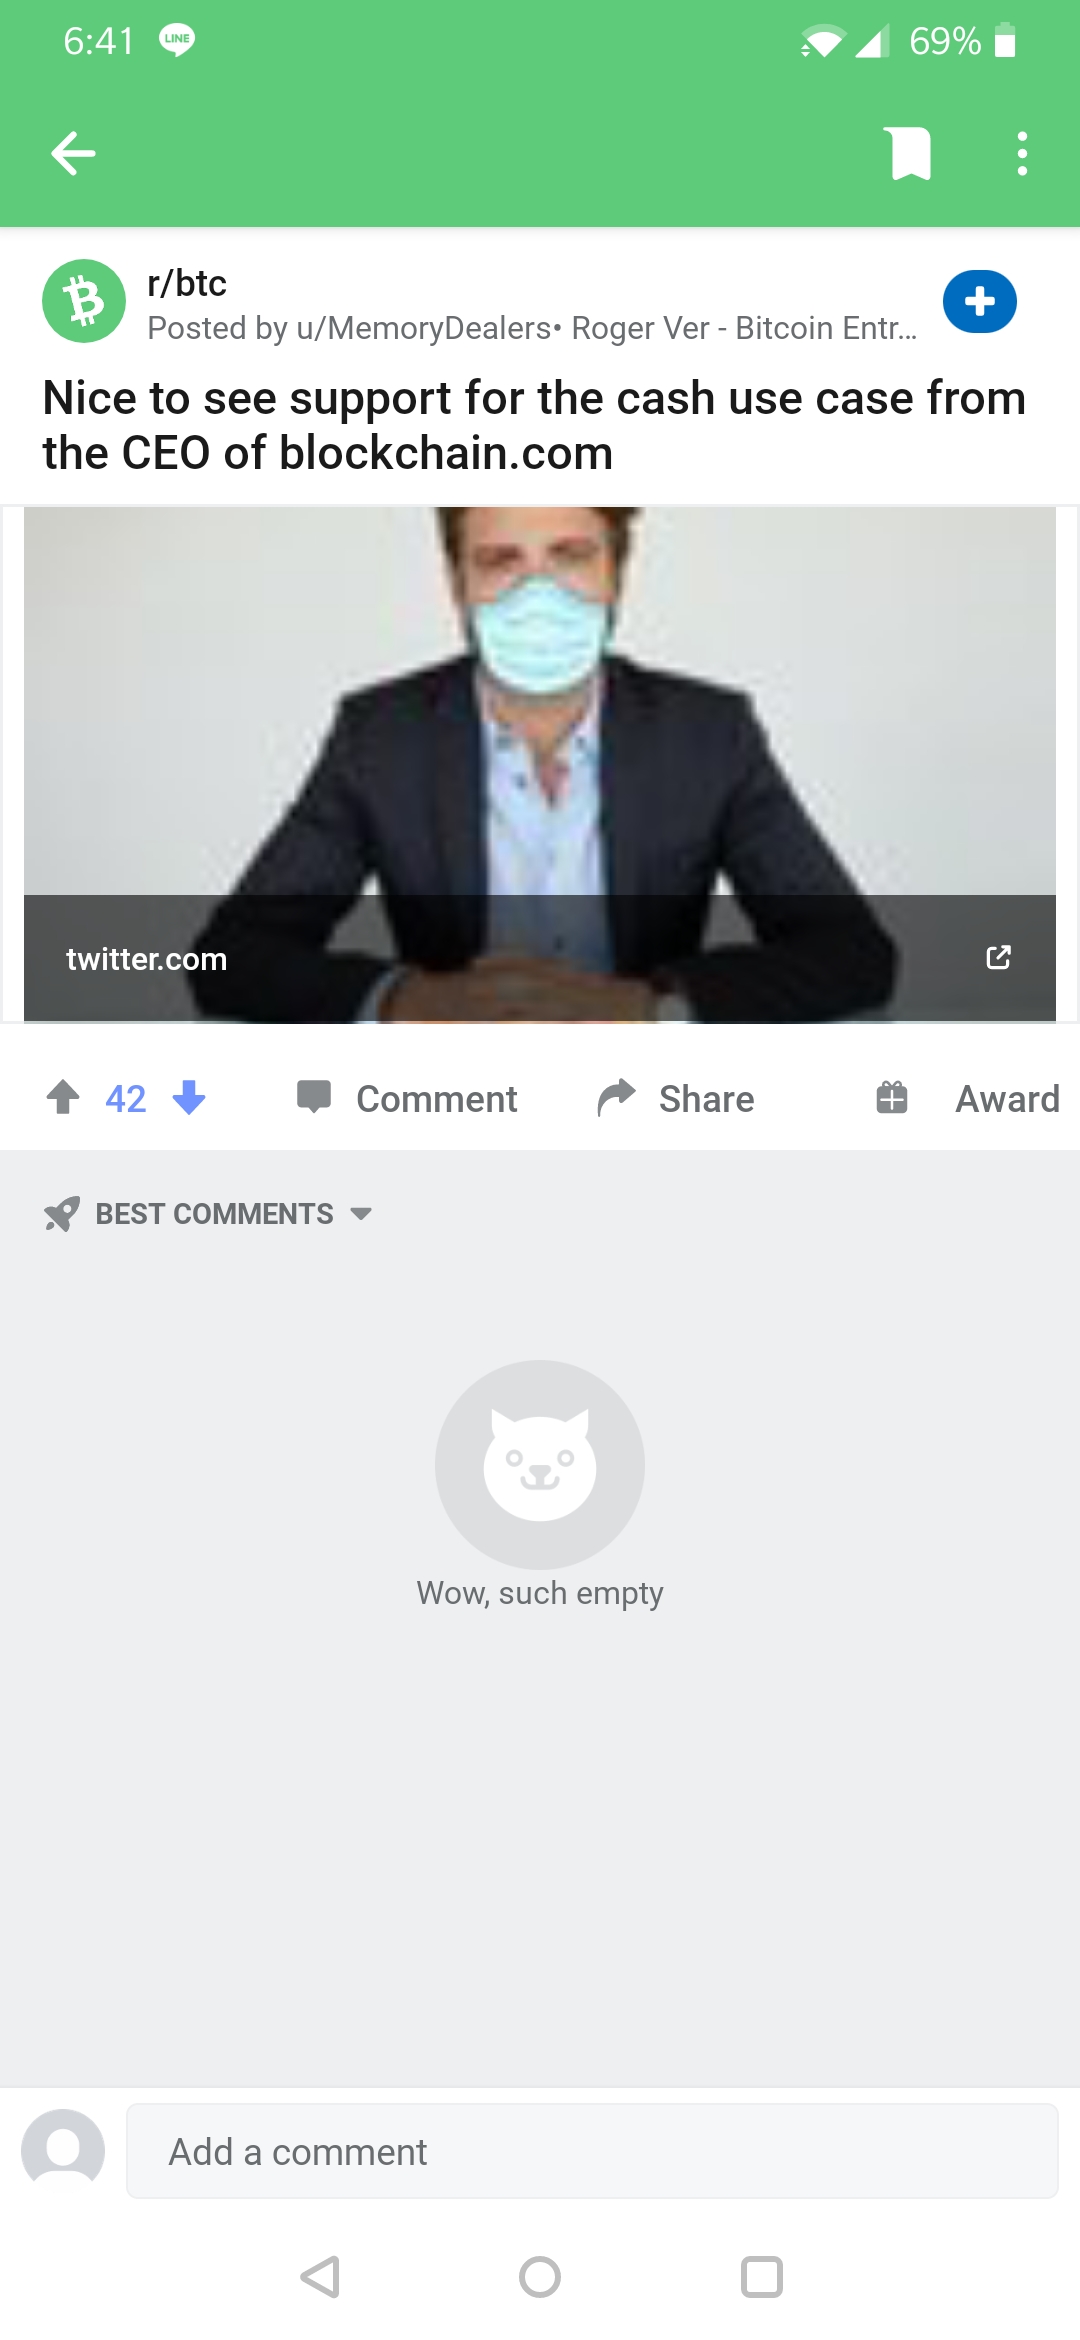 6:41 LINE 69%
r/btc
Posted by u/MemoryDealers• Roger Ver - Bitcoin Entr...
Nice to see support for the cash use case from
the CEO of blockchain.com
twitter.com
42 Comment Share Award
BEST COMMENTS
Wow, such empty
Add a comment